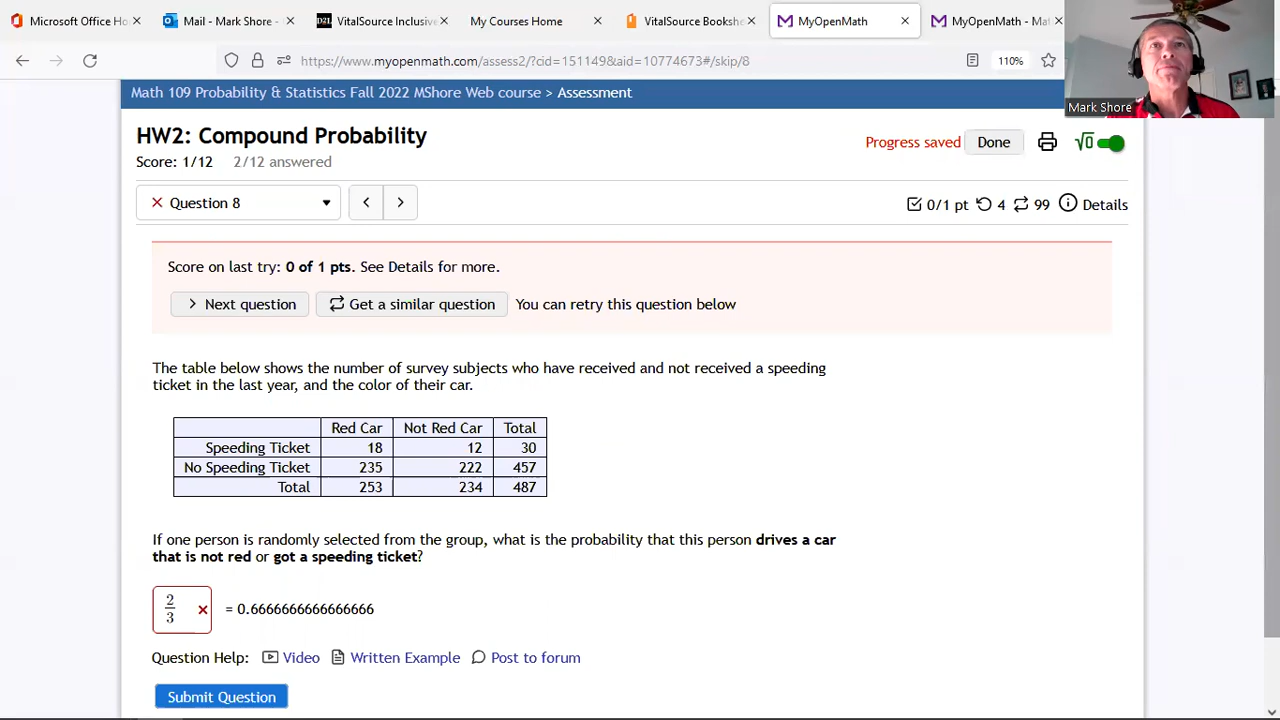 Microsoft Office Ho
Mail - Mark Shore -
D2L
VitalSource Inclusive
My Courses Home
VitalSource Bookshe
MyOpenMath
MyOpenMath - Mat
https://www.myopenmath.com/assess2/?cid=151149&aid=10774673#/skip/8
110%
Mark Shore
Math 109 Probability & Statistics Fall 2022 MShore Web course > Assessment
HW2: Compound Probability
Score: 1/12 2/12 answered
Progress saved Done √0
× Question 8
< >
0/1 pt 4 99 Details
Score on last try: 0 of 1 pts. See Details for more.
> Next question Get a similar question You can retry this question below
The table below shows the number of survey subjects who have received and not received a speeding
ticket in the last year, and the color of their car.
Red Car Not Red Car Total
Speeding Ticket 18 12 30
No Speeding Ticket 235 222 457
Total 253 234 487
If one person is randomly selected from the group, what is the probability that this person drives a car
that is not red or got a speeding ticket?
2/3 × = 0.6666666666666666
Question Help: Video Written Example Post to forum
Submit Question